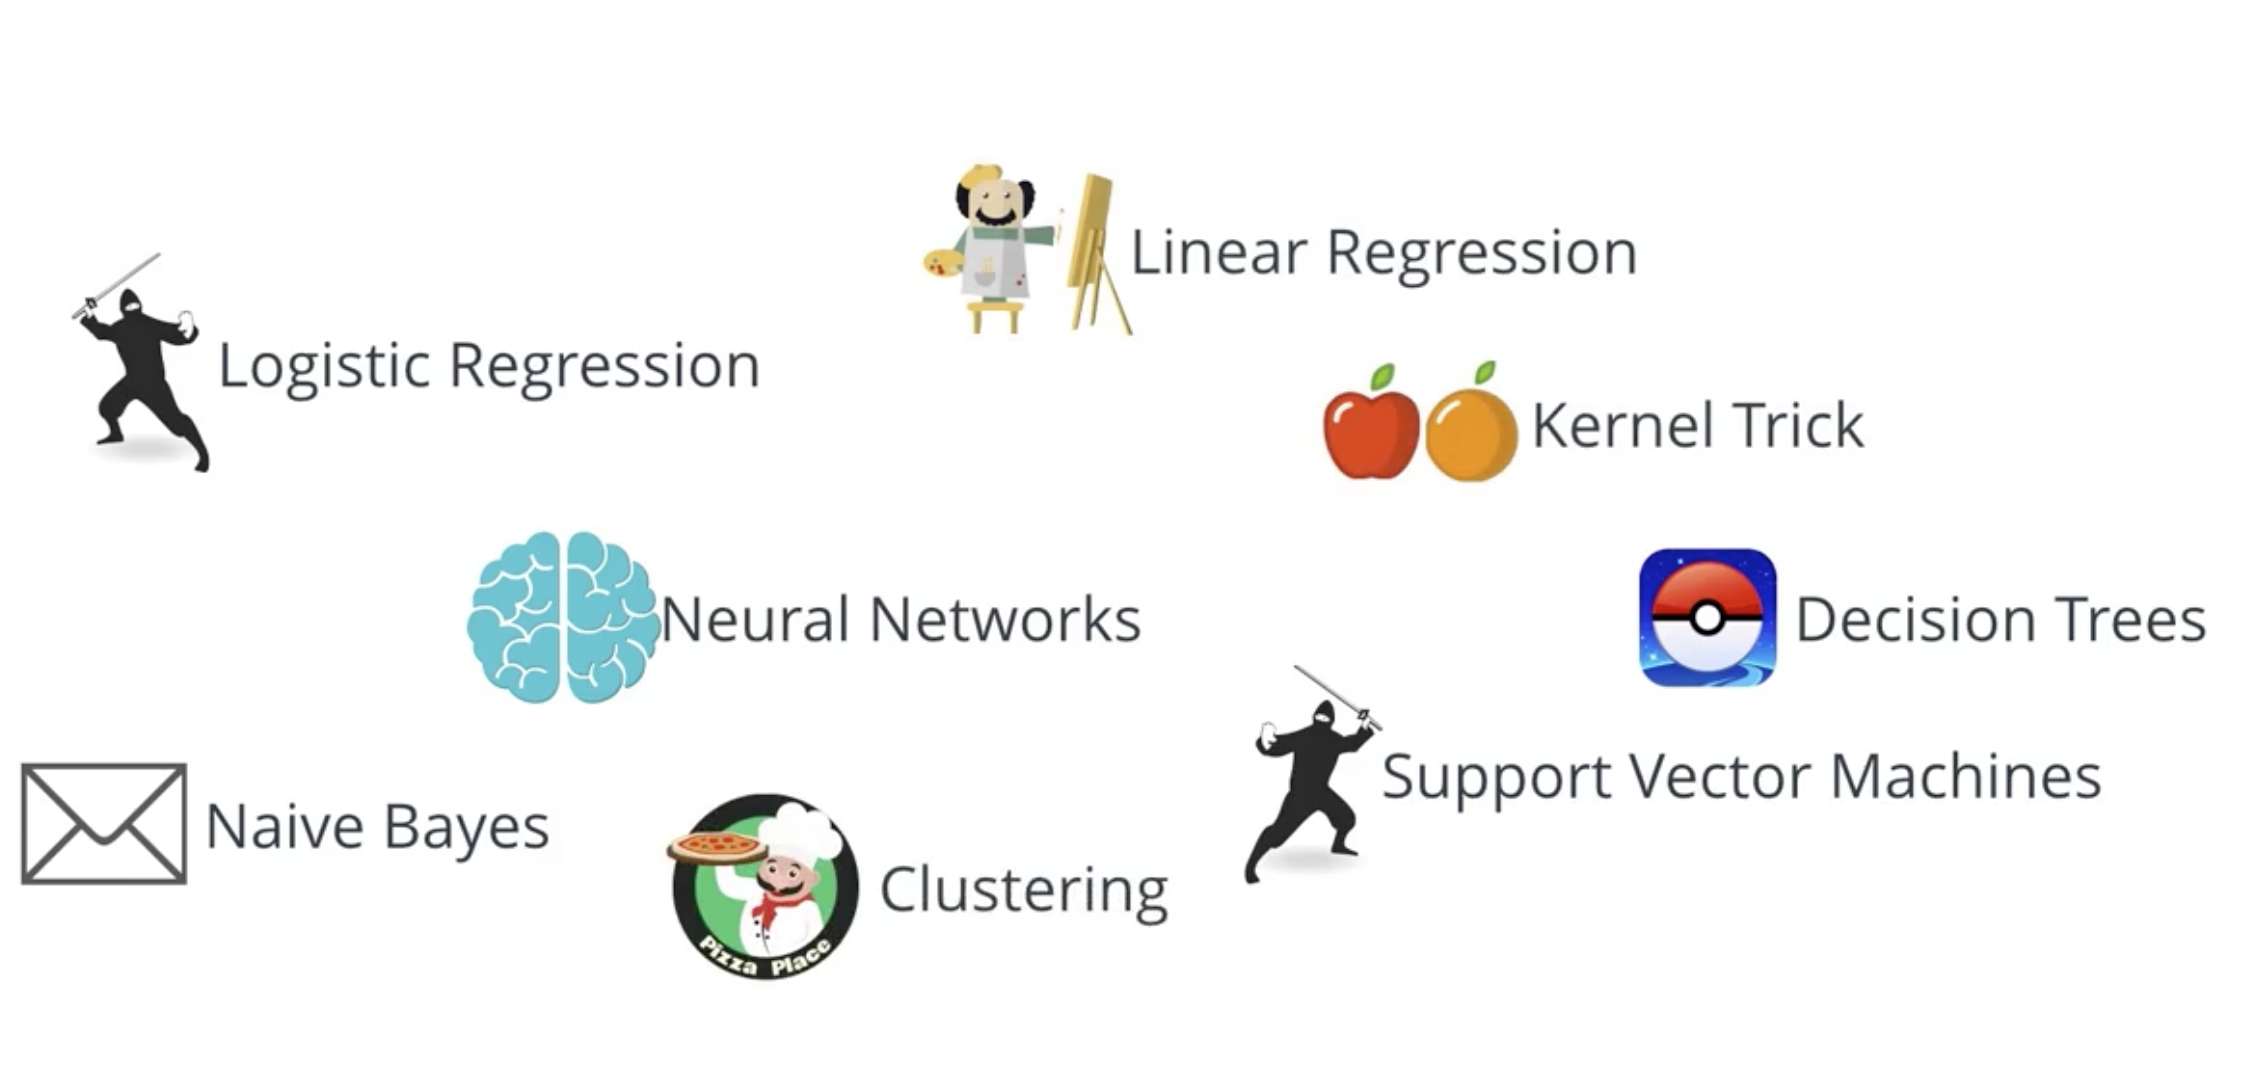 Linear Regression
Logistic Regression
Kernel Trick
Neural Networks
Decision Trees
Support Vector Machines
Naive Bayes
Clustering
Pizza Place